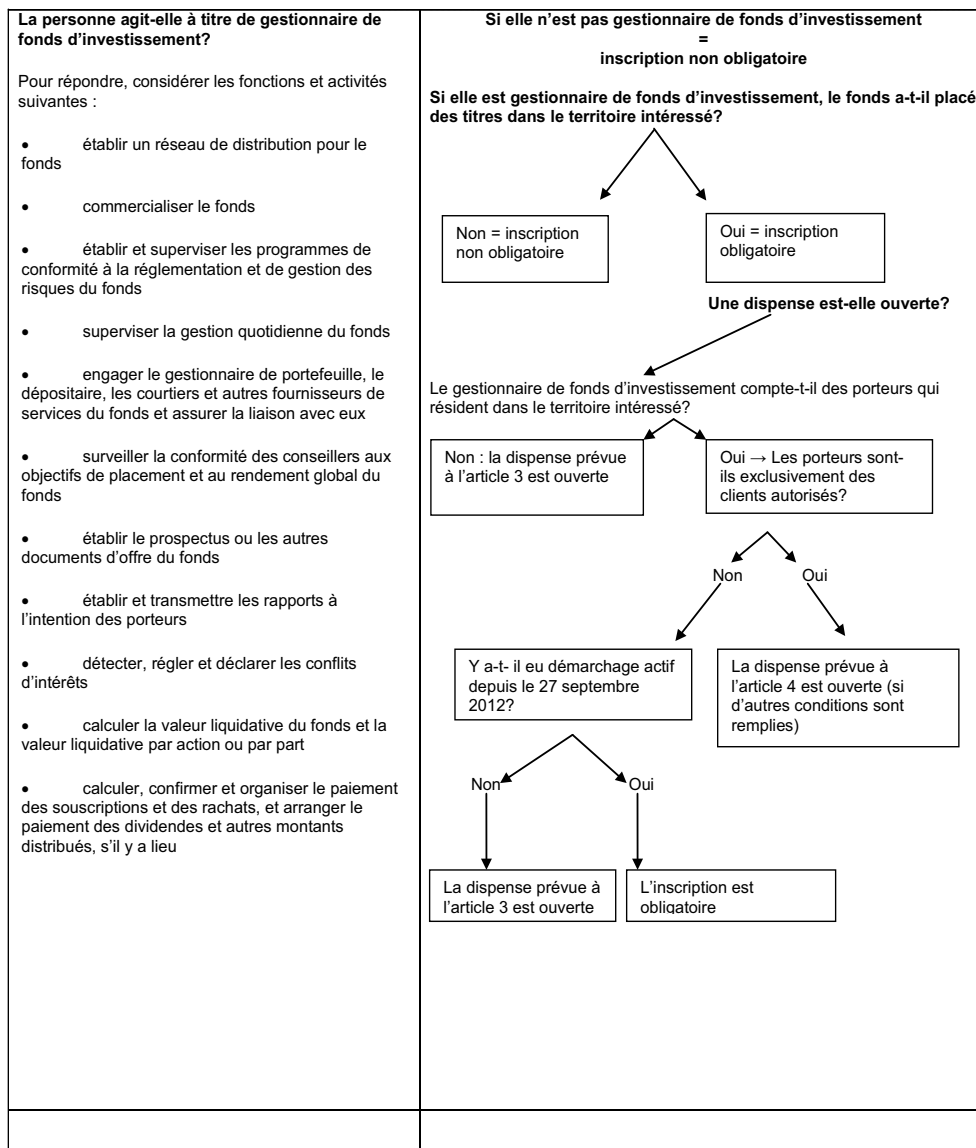 La personne agit-elle à titre de gestionnaire de
fonds d'investissement?
Pour répondre, considérer les fonctions et activités
suivantes :
• établir un réseau de distribution pour le
fonds
• commercialiser le fonds
• établir et superviser les programmes de
conformité à la réglementation et de gestion des
risques du fonds
• superviser la gestion quotidienne du fonds
• engager le gestionnaire de portefeuille, le
dépositaire, les courtiers et autres fournisseurs de
services du fonds et assurer la liaison avec eux
• surveiller la conformité des conseillers aux
objectifs de placement et au rendement global du
fonds
• établir le prospectus ou les autres
documents d'offre du fonds
• établir et transmettre les rapports à
l'intention des porteurs
• détecter, régler et déclarer les conflits
d'intérêts
• calculer la valeur liquidative du fonds et la
valeur liquidative par action ou par part
• calculer, confirmer et organiser le paiement
des souscriptions et des rachats, et arranger le
paiement des dividendes et autres montants
distribués, s'il y a lieu
Si elle n'est pas gestionnaire de fonds d'investissement
=
inscription non obligatoire
Si elle est gestionnaire de fonds d'investissement, le fonds a-t-il placé
des titres dans le territoire intéressé?
Non = inscription
non obligatoire
Oui = inscription
obligatoire
Une dispense est-elle ouverte?
Le gestionnaire de fonds d'investissement compte-t-il des porteurs qui
résident dans le territoire intéressé?
Non : la dispense prévue
à l'article 3 est ouverte
Oui → Les porteurs sont-
ils exclusivement des
clients autorisés?
Non Oui
Y a-t- il eu démarchage actif
depuis le 27 septembre
2012?
La dispense prévue à
l'article 4 est ouverte (si
d'autres conditions sont
remplies)
Non Oui
La dispense prévue à
l'article 3 est ouverte
L'inscription est
obligatoire